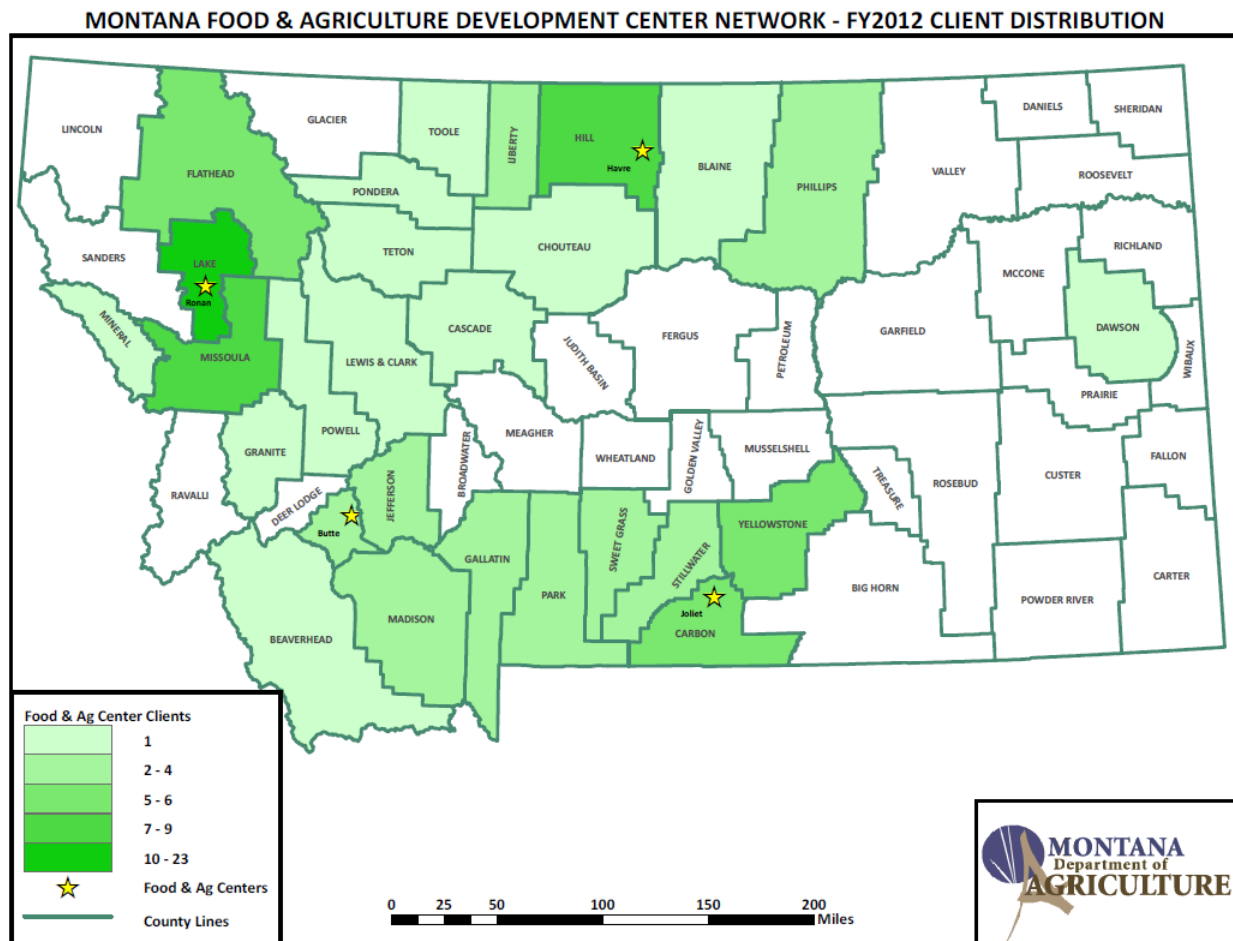 MONTANA FOOD & AGRICULTURE DEVELOPMENT CENTER NETWORK - FY2012 CLIENT DISTRIBUTION
LINCOLN
FLATHEAD
GLACIER
TOOLE
LIBERTY
HILL
Havre
BLAINE
PHILLIPS
VALLEY
DANIELS
SHERIDAN
ROOSEVELT
PONDERA
TETON
CHOUTEAU
SANDERS
LAKE
Ronan
RICHLAND
MCCONE
DAWSON
WIBAUX
GARFIELD
PRAIRIE
MINERAL
MISSOULA
CASCADE
LEWIS & CLARK
JUDITH BASIN
FERGUS
PETROLEUM
POWELL
GRANITE
RAVALLI
DEER LODGE
Butte
JEFFERSON
BROADWATER
MEAGHER
WHEATLAND
GOLDEN VALLEY
MUSSELSHELL
TREASURE
ROSEBUD
CUSTER
FALLON
YELLOWSTONE
BEAVERHEAD
MADISON
GALLATIN
PARK
SWEET GRASS
STILLWATER
Joliet
CARBON
BIG HORN
POWDER RIVER
CARTER
Food & Ag Center Clients
1
2 - 4
5 - 6
7 - 9
10 - 23
Food & Ag Centers
County Lines
0 25 50 100 150 200
Miles
MONTANA
Department of
AGRICULTURE